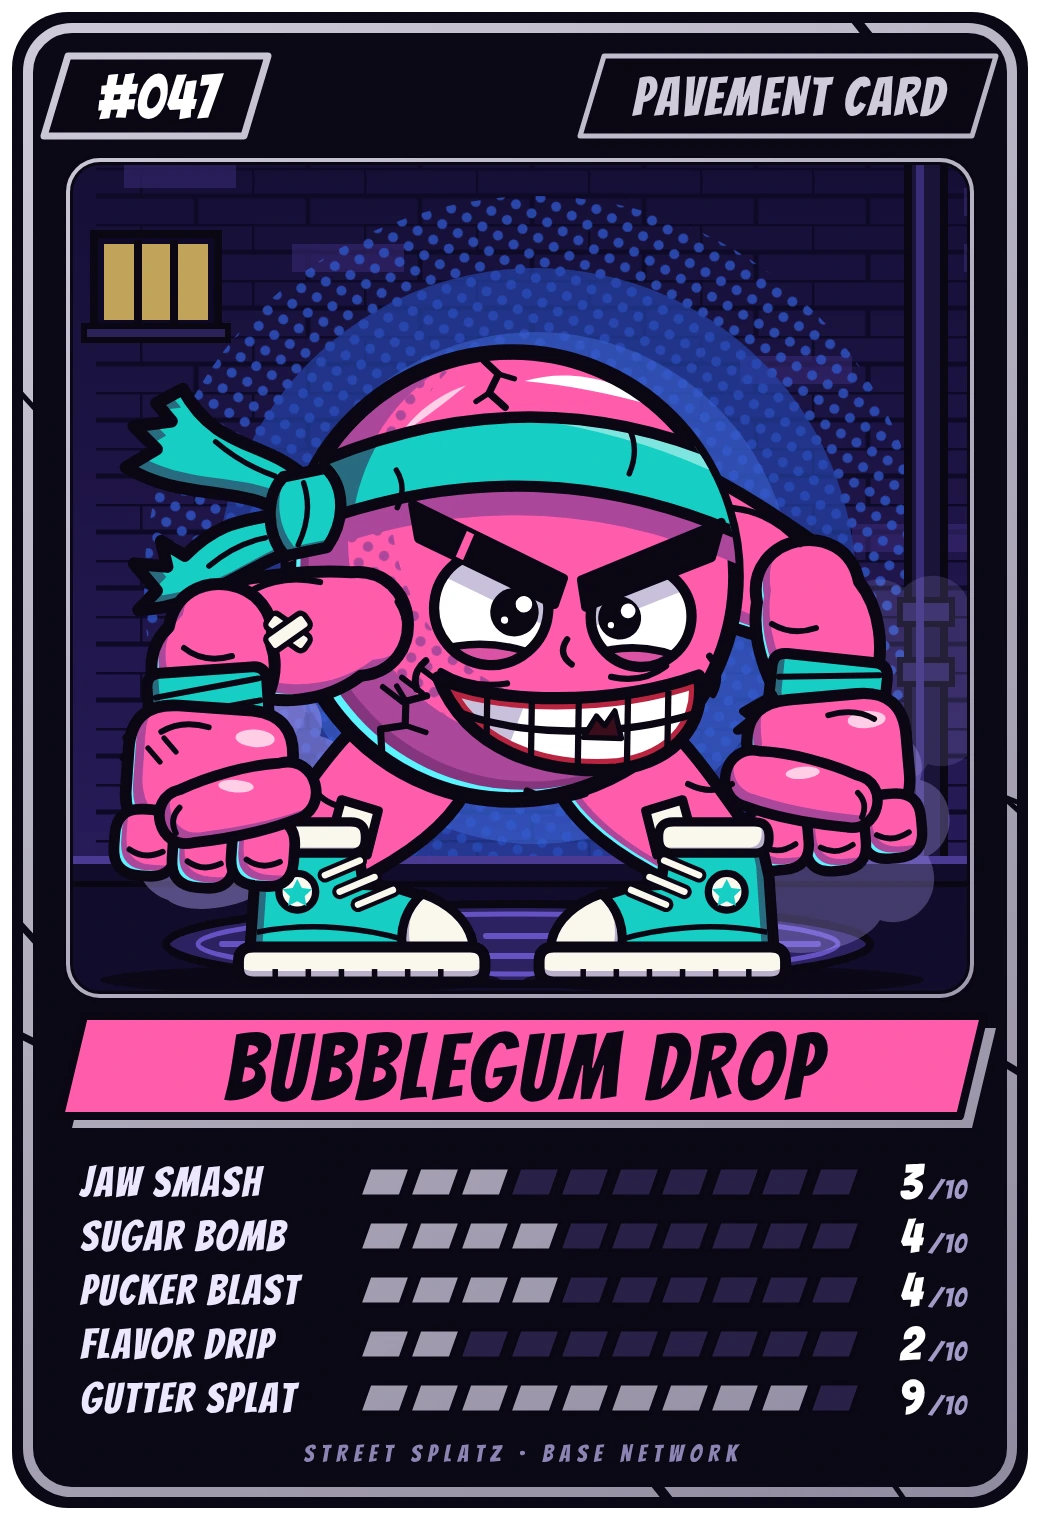 #047
PAVEMENT CARD
BUBBLEGUM DROP
JAW SMASH 3/10
SUGAR BOMB 4/10
PUCKER BLAST 4/10
FLAVOR DRIP 2/10
GUTTER SPLAT 9/10
STREET SPLATZ · BASE NETWORK